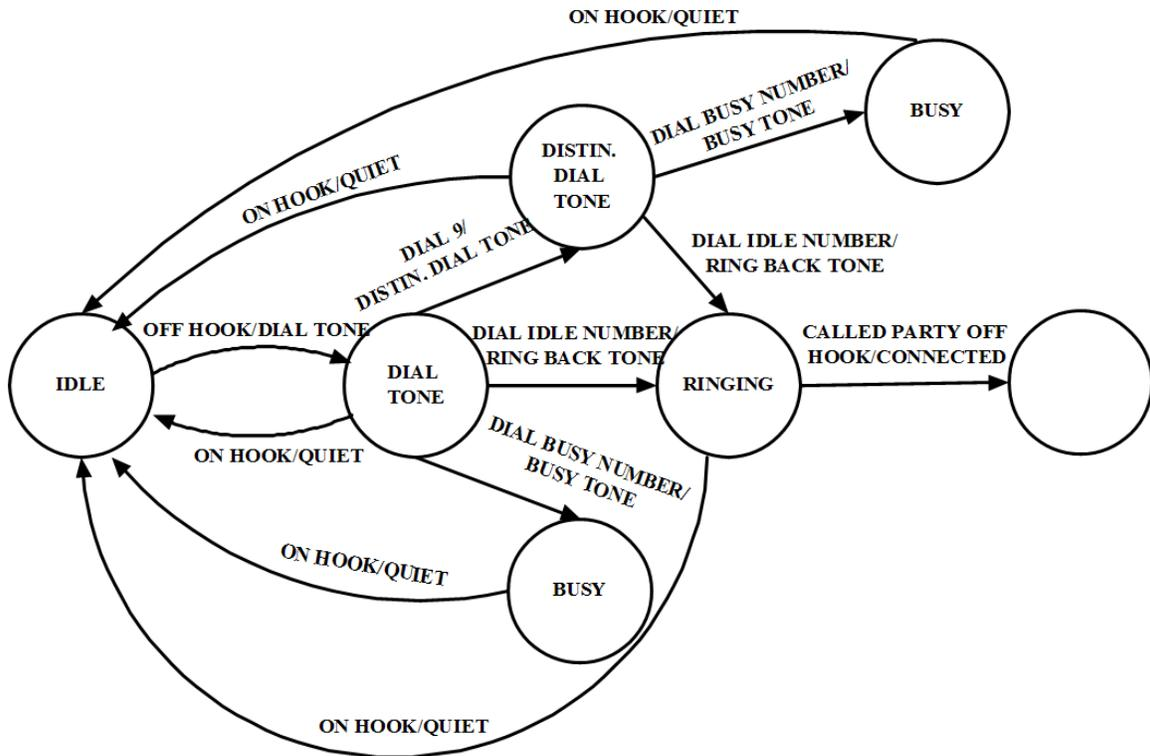 ON HOOK/QUIET
DIAL BUSY NUMBER/
BUSY TONE
BUSY
DISTIN.
DIAL
TONE
ON HOOK/QUIET
DIAL 9/
DISTIN. DIAL TONE
DIAL IDLE NUMBER/
RING BACK TONE
OFF HOOK/DIAL TONE
DIAL IDLE NUMBER/
RING BACK TONE
CALLED PARTY OFF
HOOK/CONNECTED
IDLE
DIAL
TONE
RINGING
ON HOOK/QUIET
DIAL BUSY NUMBER/
BUSY TONE
ON HOOK/QUIET
BUSY
ON HOOK/QUIET